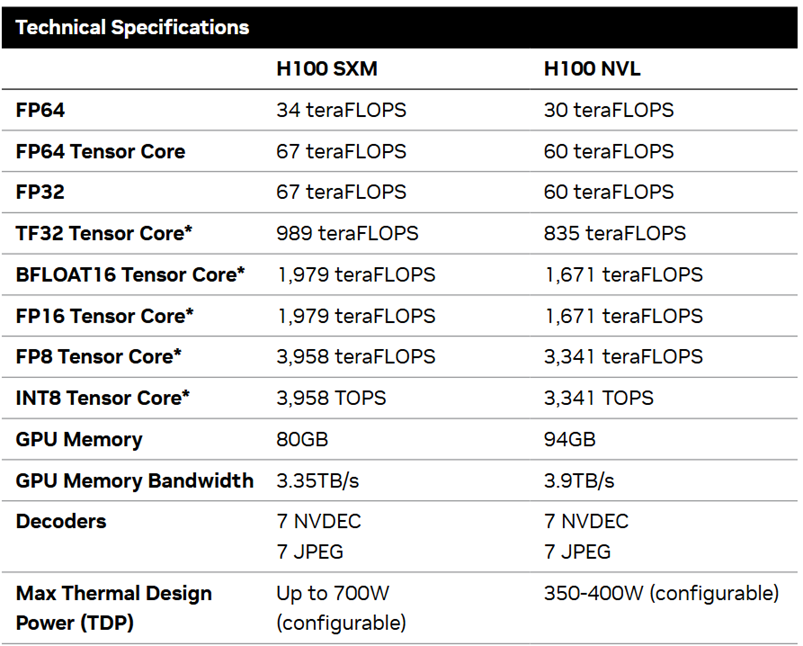 Technical Specifications
H100 SXM H100 NVL
FP64 34 teraFLOPS 30 teraFLOPS
FP64 Tensor Core 67 teraFLOPS 60 teraFLOPS
FP32 67 teraFLOPS 60 teraFLOPS
TF32 Tensor Core* 989 teraFLOPS 835 teraFLOPS
BFLOAT16 Tensor Core* 1,979 teraFLOPS 1,671 teraFLOPS
FP16 Tensor Core* 1,979 teraFLOPS 1,671 teraFLOPS
FP8 Tensor Core* 3,958 teraFLOPS 3,341 teraFLOPS
INT8 Tensor Core* 3,958 TOPS 3,341 TOPS
GPU Memory 80GB 94GB
GPU Memory Bandwidth 3.35TB/s 3.9TB/s
Decoders 7 NVDEC 7 NVDEC
7 JPEG 7 JPEG
Max Thermal Design Up to 700W 350-400W (configurable)
Power (TDP) (configurable)